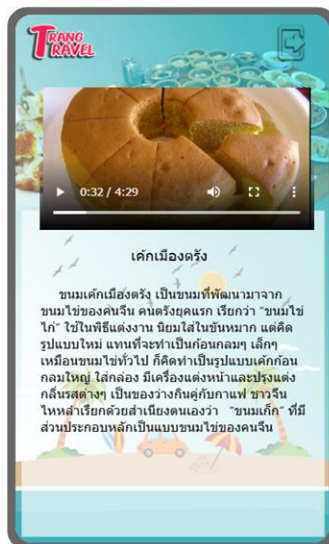 TRANG
TRAVEL
0:32 / 4:29
เค้กเมืองตรัง
ขนมเค้กเมืองตรัง เป็นขนมที่พัฒนามาจาก
ขนมไข่ของคนจีน คนตรังยุคแรก เรียกว่า "ขนมไข่
ไก่" ใช้ในพิธีแต่งงาน นิยมใส่ในขันหมาก แต่คิด
รูปแบบใหม่ แทนที่จะทำเป็นก้อนกลมๆ เล็กๆ
เหมือนขนมไข่ทั่วไป ก็คิดทำเป็นรูปแบบเค้กก้อน
กลมใหญ่ ใส่กล่อง มีเครื่องแต่งหน้าและปรุงแต่ง
กลิ่นรสต่างๆ เป็นของว่างกินคู่กับกาแฟ ชาวจีน
ไหหลำเรียกด้วยสำเนียงตนเองว่า "ขนมเก็ก" ที่มี
ส่วนประกอบหลักเป็นแบบขนมไข่ของคนจีน